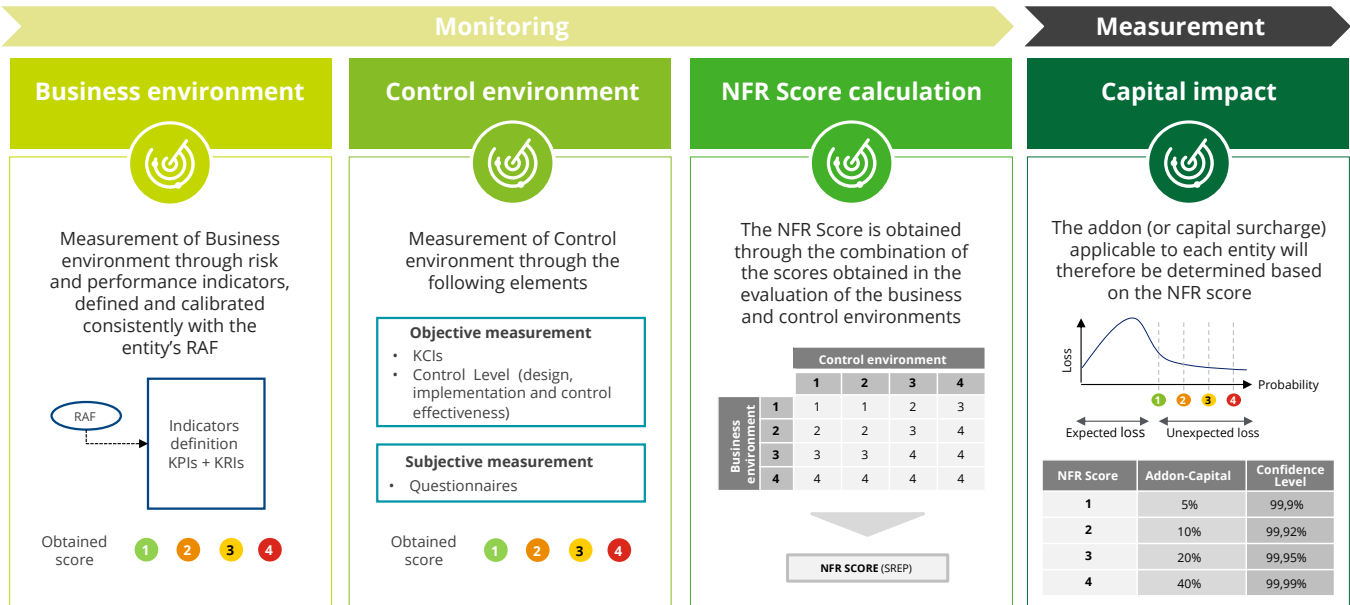 Monitoring
Measurement
Business environment
Measurement of Business
environment through risk
and performance indicators,
defined and calibrated
consistently with the
entity's RAF
RAF
Indicators
definition
KPIs + KRIs
Obtained
score
1 2 3 4
Control environment
Measurement of Control
environment through the
following elements
Objective measurement
• KCIs
• Control Level (design,
implementation and control
effectiveness)
Subjective measurement
• Questionnaires
Obtained
score
1 2 3 4
NFR Score calculation
The NFR Score is obtained
through the combination of
the scores obtained in the
evaluation of the business
and control environments
Control environment
1 2 3 4
Business
environment
1 1 1 2 3
2 2 2 3 4
3 3 3 4 4
4 4 4 4 4
NFR SCORE (SREP)
Capital impact
The addon (or capital surcharge)
applicable to each entity will
therefore be determined based
on the NFR score
Loss
Probability
1 2 3 4
Expected loss Unexpected loss
NFR Score Addon-Capital Confidence
Level
1 5% 99,9%
2 10% 99,92%
3 20% 99,95%
4 40% 99,99%